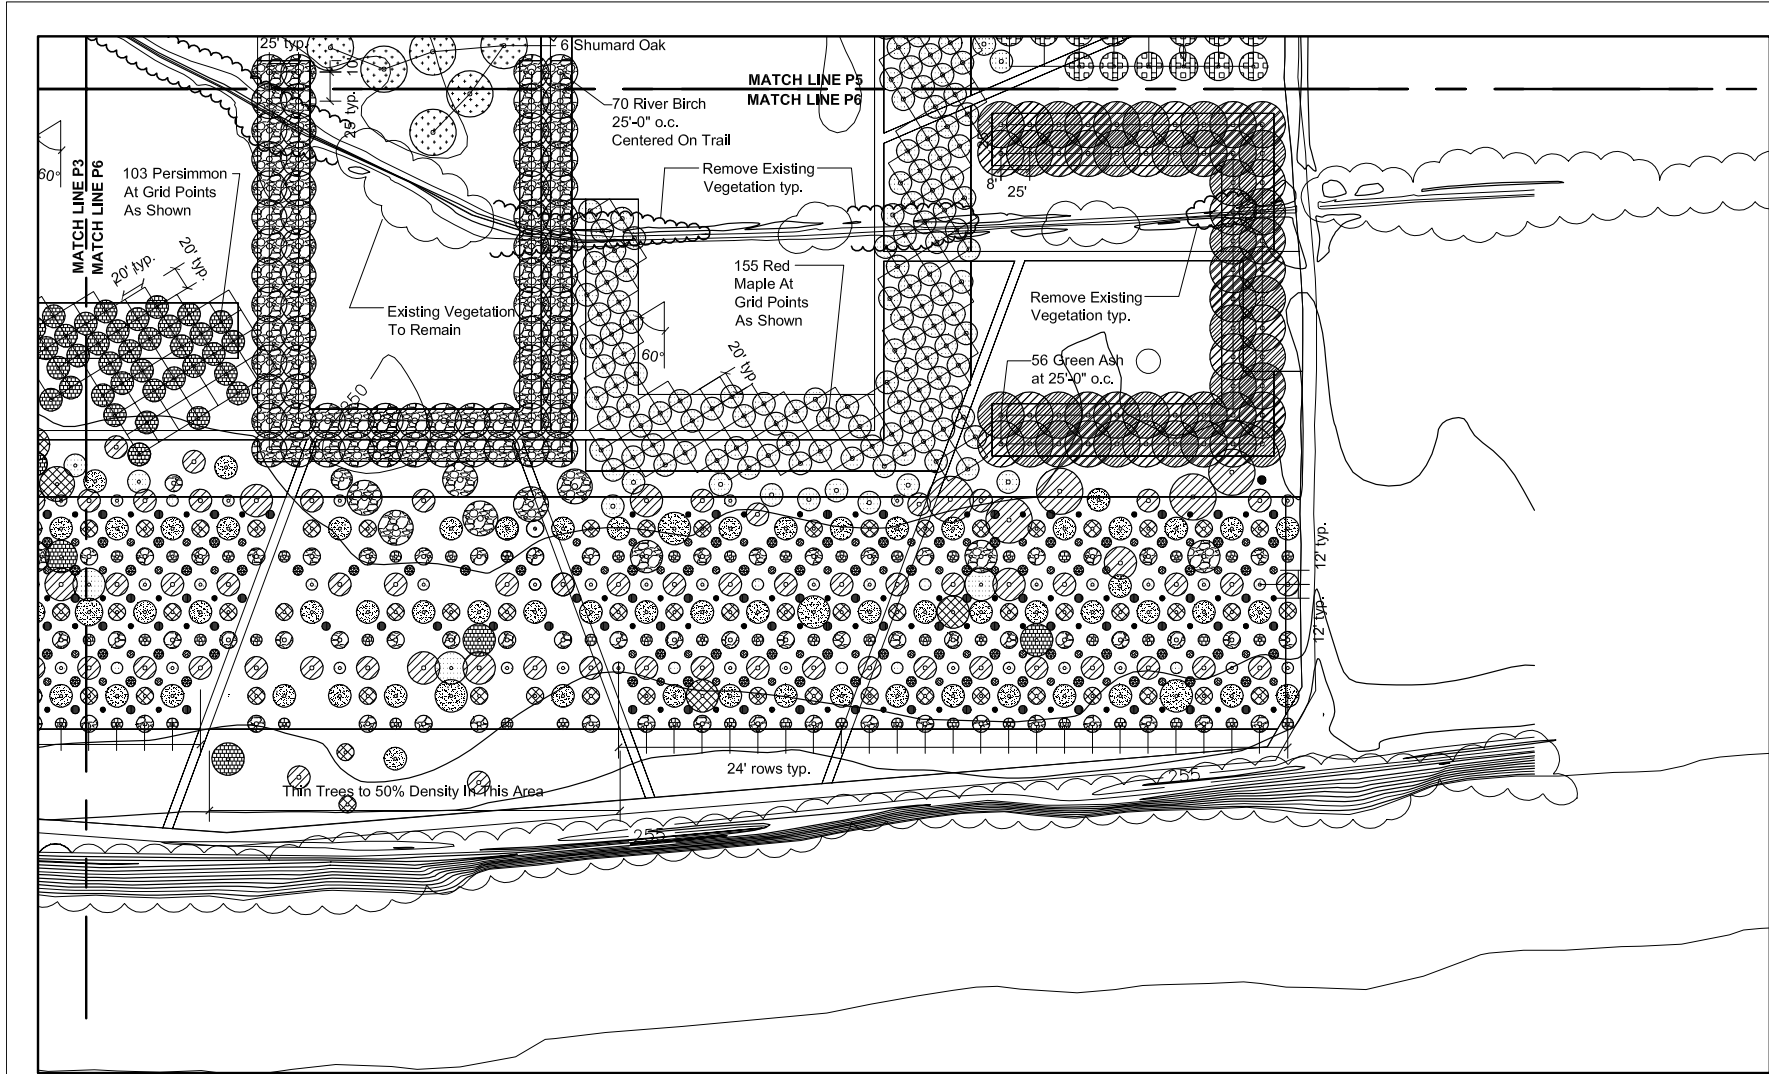 25' typ.
10'
25' typ.
6 Shumard Oak
MATCH LINE P5
MATCH LINE P6
70 River Birch
25'-0" o.c.
Centered On Trail
60°
MATCH LINE P3
MATCH LINE P6
103 Persimmon
At Grid Points
As Shown
Remove Existing
Vegetation typ.
8'
25'
20' typ.
20' typ.
155 Red
Maple At
Grid Points
As Shown
Existing Vegetation
To Remain
Remove Existing
Vegetation typ.
60°
20' typ.
56 Green Ash
at 25'-0" o.c.
250
12' typ.
12' typ.
24' rows typ.
255
Thin Trees to 50% Density In This Area
255